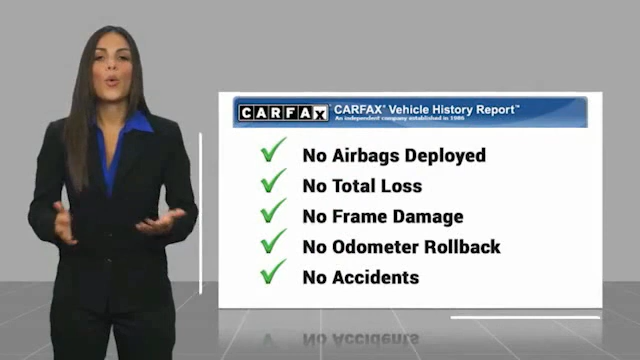 CARFAX CARFAX® Vehicle History Report™
An independent company established in 1986
No Airbags Deployed
No Total Loss
No Frame Damage
No Odometer Rollback
No Accidents